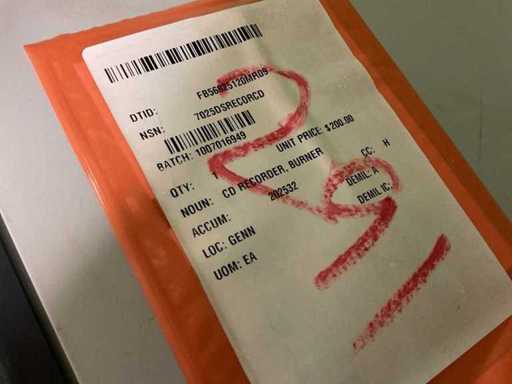 DTID: FB56825120MR09
NSN: 7025DSRECORCD
BATCH: 1007016949
UNIT PRICE: $200.00
QTY: 1
CC: H
NOUN: CD RECORDER, BURNER
DEMIL: A
ACCUM: 202532
DEMIL IC:
LOC: GENN
UOM: EA